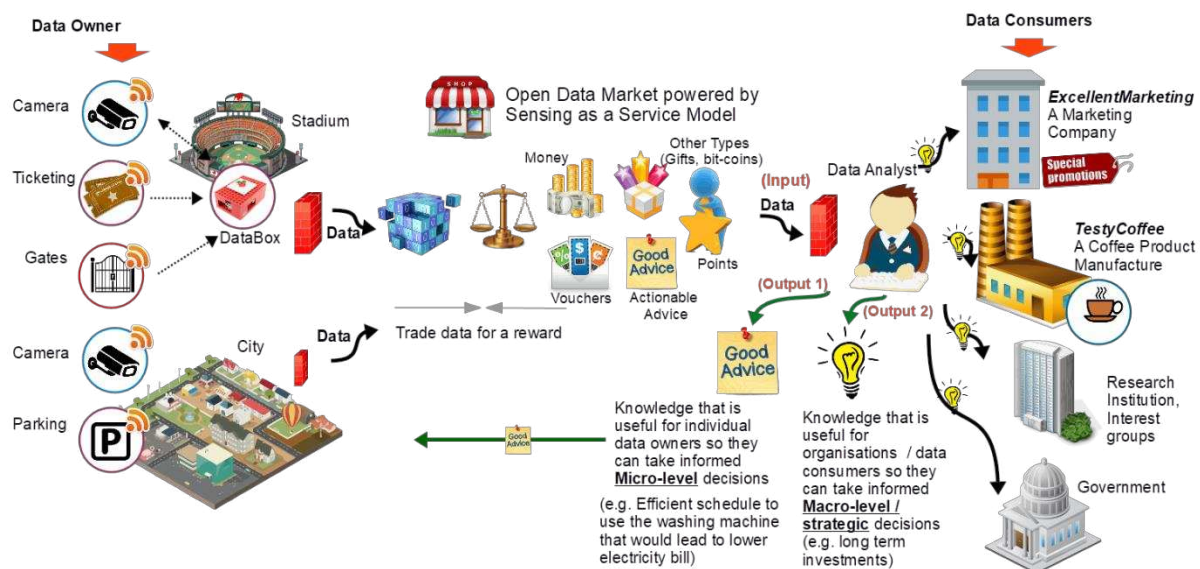 Data Owner
Data Consumers
Camera
Stadium
Ticketing
DataBox
Gates
Camera
City
Parking
P
Data
Data
SHOP
Open Data Market powered by
Sensing as a Service Model
Money
Other Types
(Gifts, bit-coins)
Vouchers
Good
Advice
Actionable
Advice
Points
Trade data for a reward
(Input)
Data
Data Analyst
(Output 1)
(Output 2)
Good
Advice
Good
Advice
Knowledge that is
useful for individual
data owners so they
can take informed
Micro-level decisions
(e.g. Efficient schedule to
use the washing machine
that would lead to lower
electricity bill)
Knowledge that is
useful for
organisations / data
consumers so they
can take informed
Macro-level /
strategic decisions
(e.g. long term
investments)
ExcellentMarketing
A Marketing
Company
Special
promotions
TestyCoffee
A Coffee Product
Manufacture
Research
Institution,
Interest
groups
Government